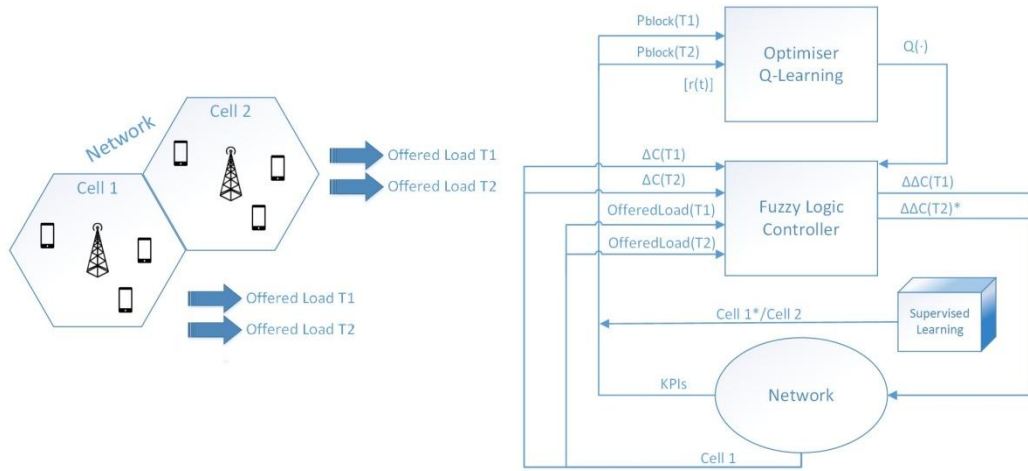 Network
Cell 2
Cell 1
Offered Load T1
Offered Load T2
Offered Load T1
Offered Load T2
Pblock(T1)
Pblock(T2)
[r(t)]
Optimiser
Q-Learning
Q(·)
ΔC(T1)
ΔC(T2)
OfferedLoad(T1)
OfferedLoad(T2)
Fuzzy Logic
Controller
ΔΔC(T1)
ΔΔC(T2)*
Cell 1*/Cell 2
Supervised
Learning
KPIs
Network
Cell 1